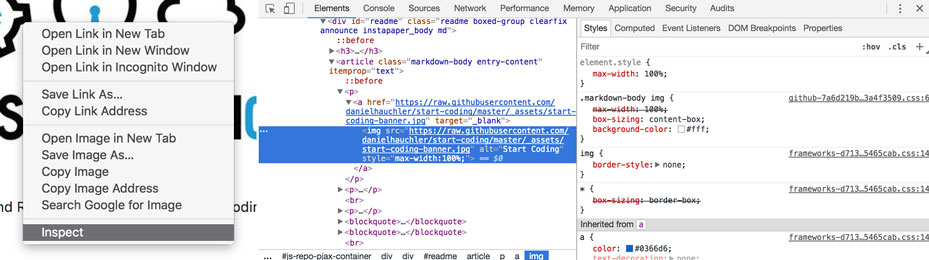 Open Link in New Tab
Open Link in New Window
Open Link in Incognito Window
Save Link As...
Copy Link Address
Open Image in New Tab
Save Image As...
Copy Image
Copy Image Address
Search Google for Image
Inspect
Elements Console Sources Network Performance Memory Application Security Audits
<div id="readme" class="readme boxed-group clearfix
announce instapaper_body md">
::before
▶<h3>…</h3>
▼<article class="markdown-body entry-content"
itemprop="text">
::before
▼<p>
▼<a href="https://raw.githubusercontent.com/
danielhauchler/start-coding/master/_assets/start-
coding-banner.jpg" target="_blank">
…
<img src="https://raw.githubusercontent.com/
danielhauchler/start-coding/master/_assets/
start-coding-banner.jpg" alt="Start Coding"
style="max-width:100%;"> == $0
</a>
</p>
▶<p>…</p>
<br>
▶<p>…</p>
▶<blockquote>…</blockquote>
▶<blockquote>…</blockquote>
<br>
… #js-repo-pjax-container div div #readme article p a img
Styles Computed Event Listeners DOM Breakpoints Properties
Filter :hov .cls +
element.style {
max-width: 100%;
}
.markdown-body img { github-7a6d219b…3a4f3509.css:6
max-width: 100%;
box-sizing: content-box;
background-color: #fff;
}
img { frameworks-d713…5465cab.css:14
border-style:▶ none;
}
* { frameworks-d713…5465cab.css:14
box-sizing: border-box;
}
Inherited from a
a { frameworks-d713…5465cab.css:14
color: #0366d6;
text-decoration:▶ none;